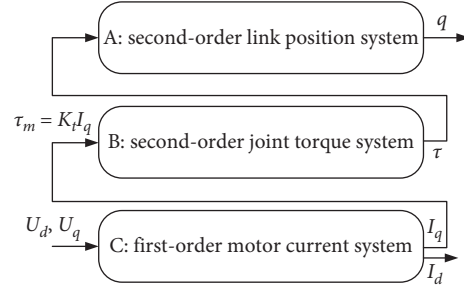 A: second-order link position system
q
τm = KtIq
B: second-order joint torque system
τ
Ud, Uq
C: first-order motor current system
Iq
Id